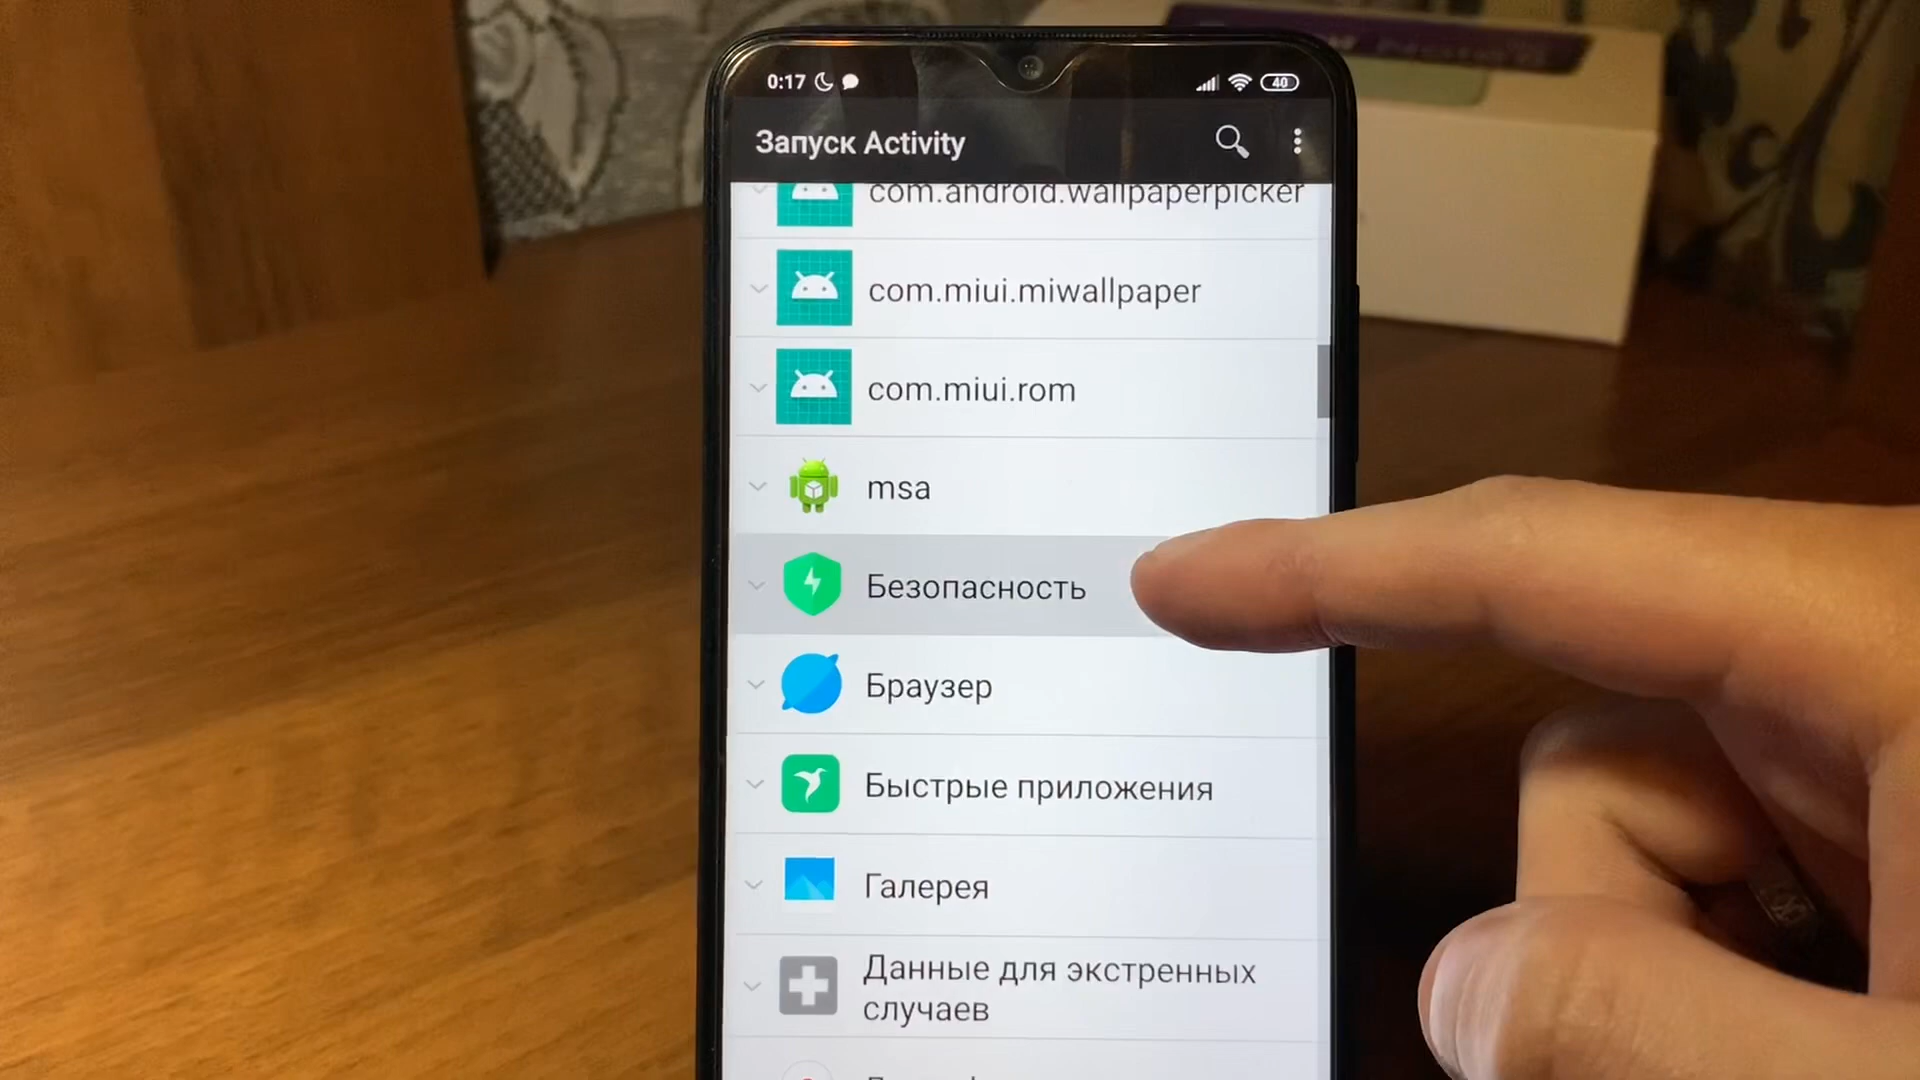 0:17
40
Запуск Activity
com.android.wallpaperpicker
com.miui.miwallpaper
com.miui.rom
msa
Безопасность
Браузер
Быстрые приложения
Галерея
Данные для экстренных
случаев